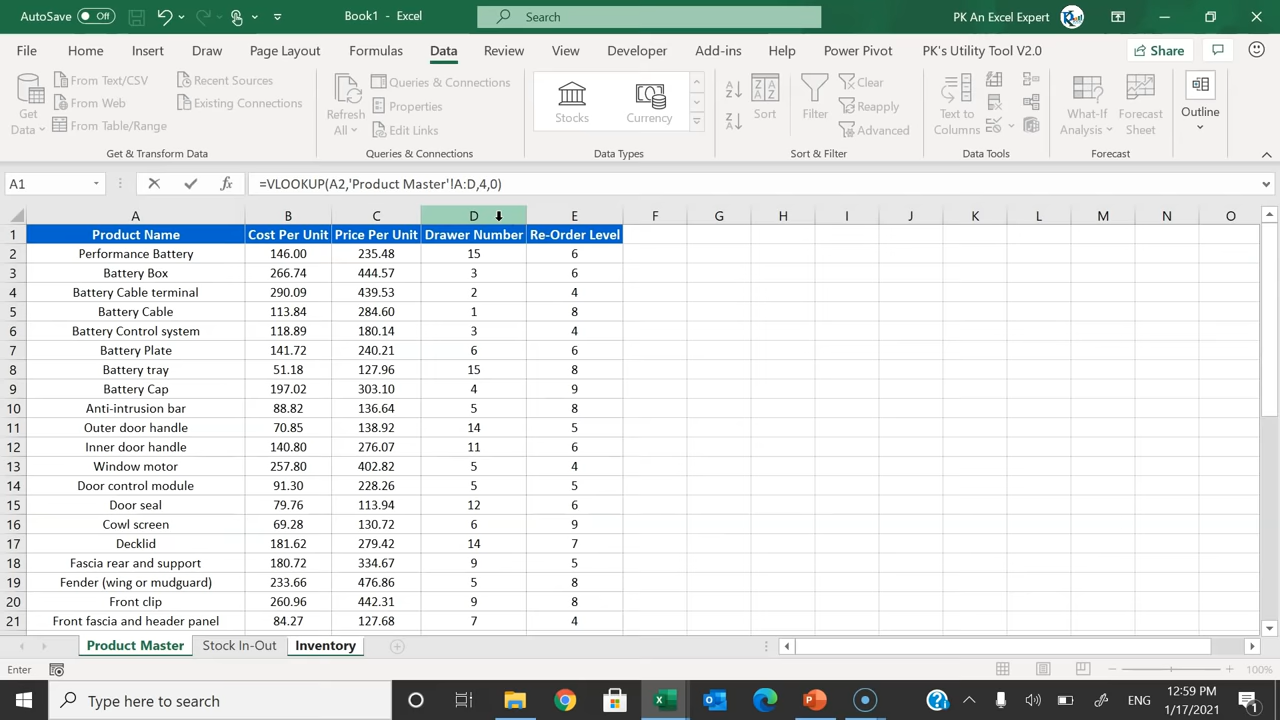 AutoSave Off Book1 - Excel Search PK An Excel Expert
File Home Insert Draw Page Layout Formulas Data Review View Developer Add-ins Help Power Pivot PK's Utility Tool V2.0 Share
Get Data From Text/CSV From Web From Table/Range Recent Sources Existing Connections
Refresh All Queries & Connections Properties Edit Links
Stocks Currency
Sort Filter Clear Reapply Advanced
Text to Columns What-If Analysis Forecast Sheet Outline
Get & Transform Data Queries & Connections Data Types Sort & Filter Data Tools Forecast
A1 fx =VLOOKUP(A2,'Product Master'!A:D,4,0)
A B C D E F G H I J K L M N O
1 Product Name Cost Per Unit Price Per Unit Drawer Number Re-Order Level
2 Performance Battery 146.00 235.48 15 6
3 Battery Box 266.74 444.57 3 6
4 Battery Cable terminal 290.09 439.53 2 4
5 Battery Cable 113.84 284.60 1 8
6 Battery Control system 118.89 180.14 3 4
7 Battery Plate 141.72 240.21 6 6
8 Battery tray 51.18 127.96 15 8
9 Battery Cap 197.02 303.10 4 9
10 Anti-intrusion bar 88.82 136.64 5 8
11 Outer door handle 70.85 138.92 14 5
12 Inner door handle 140.80 276.07 11 6
13 Window motor 257.80 402.82 5 4
14 Door control module 91.30 228.26 5 5
15 Door seal 79.76 113.94 12 6
16 Cowl screen 69.28 130.72 6 9
17 Decklid 181.62 279.42 14 7
18 Fascia rear and support 180.72 334.67 9 5
19 Fender (wing or mudguard) 233.66 476.86 5 8
20 Front clip 260.96 442.31 9 8
21 Front fascia and header panel 84.27 127.68 7 4
Product Master Stock In-Out Inventory
Enter 100%
Type here to search ENG 12:59 PM
1/17/2021 1